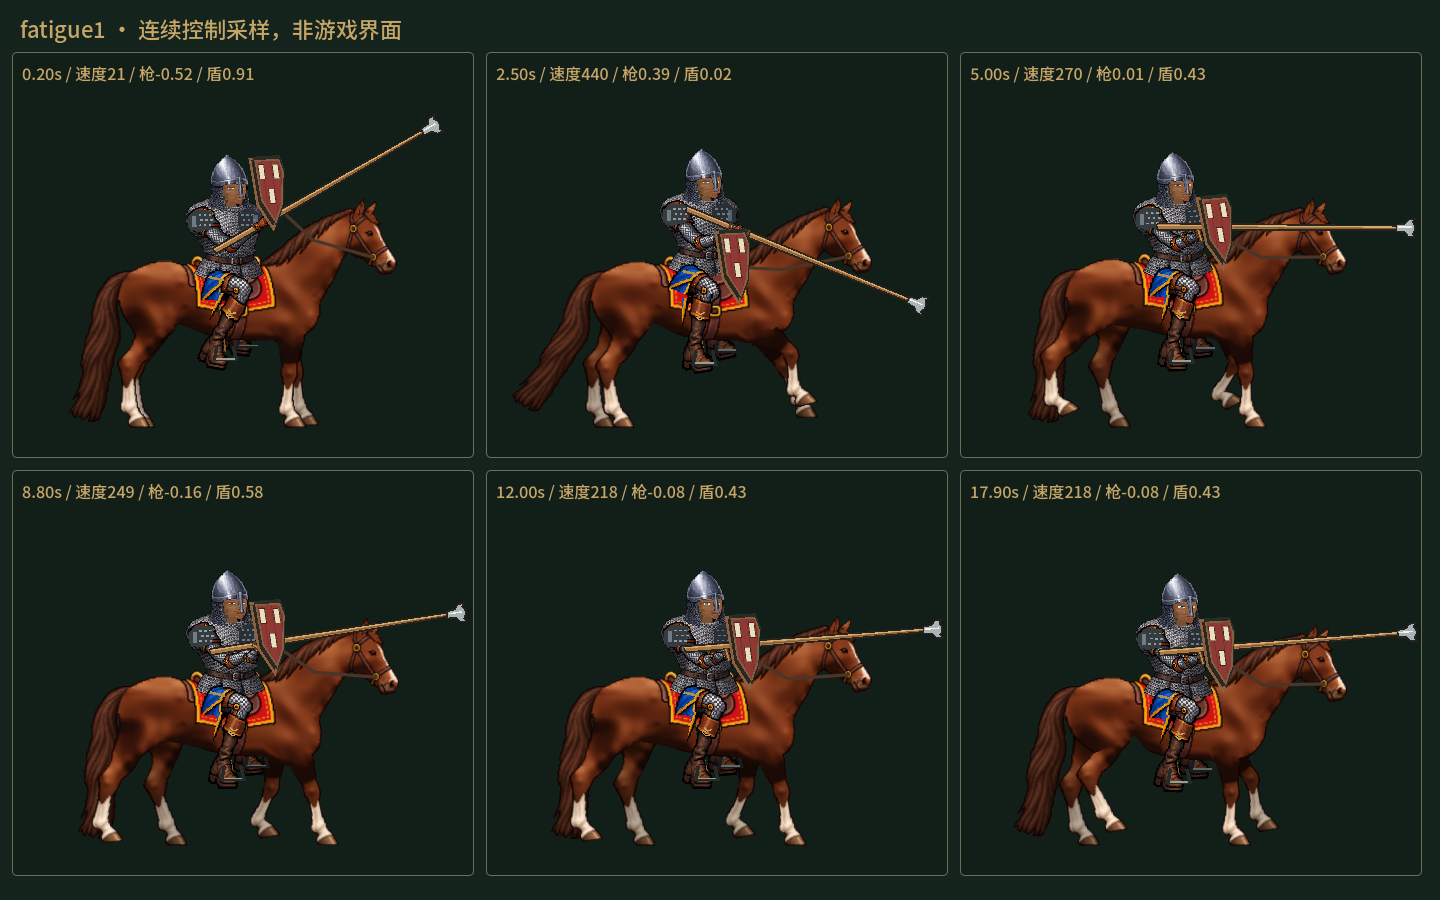 fatigue1 · 连续控制采样，非游戏界面
0.20s / 速度21 / 枪-0.52 / 盾0.91
2.50s / 速度440 / 枪0.39 / 盾0.02
5.00s / 速度270 / 枪0.01 / 盾0.43
8.80s / 速度249 / 枪-0.16 / 盾0.58
12.00s / 速度218 / 枪-0.08 / 盾0.43
17.90s / 速度218 / 枪-0.08 / 盾0.43